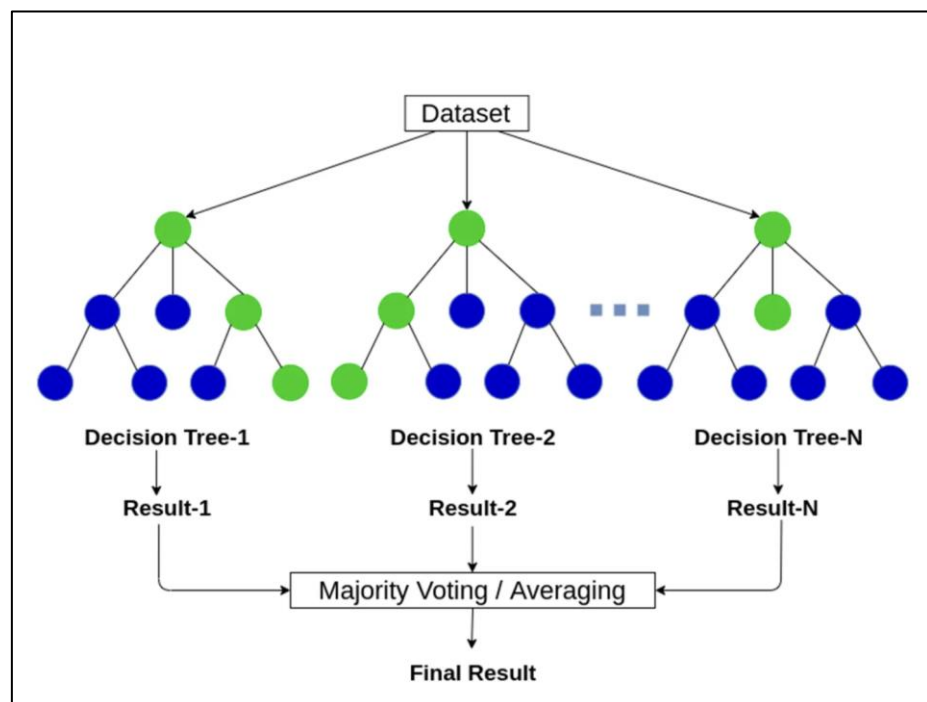 Dataset
Decision Tree-1
Decision Tree-2
Decision Tree-N
Result-1
Result-2
Result-N
Majority Voting / Averaging
Final Result